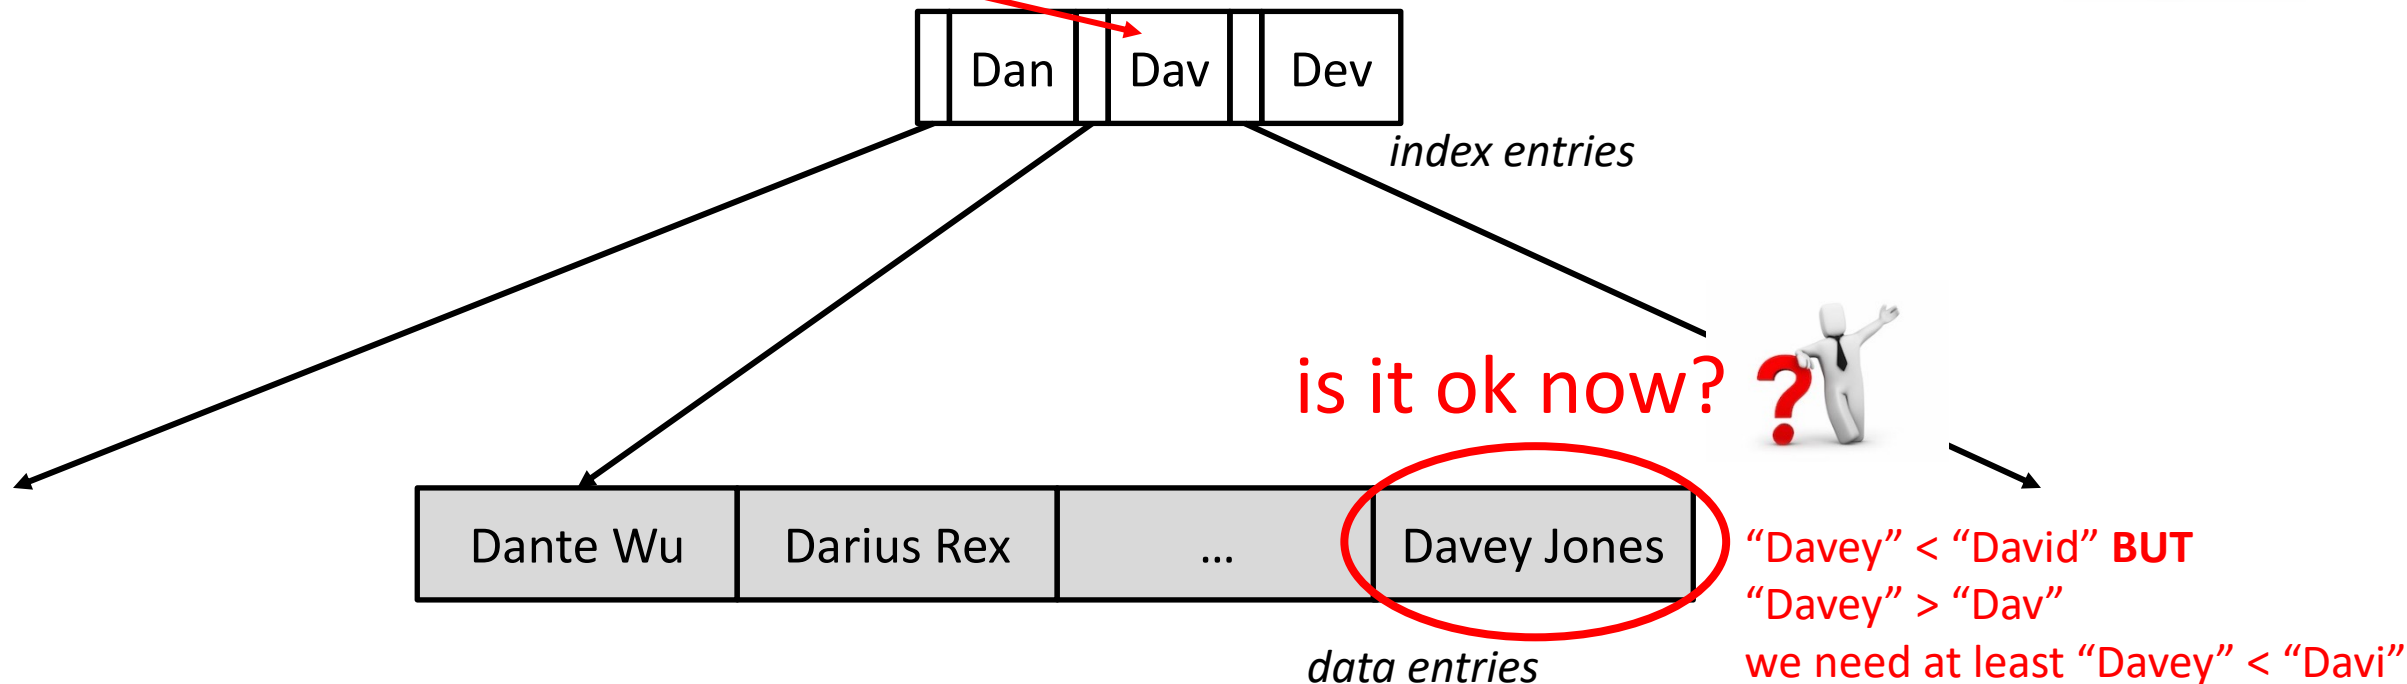 Dan Dav Dev
index entries
is it ok now? ?
Dante Wu Darius Rex ... Davey Jones
“Davey” < “David” BUT
“Davey” > “Dav”
we need at least “Davey” < “Davi”
data entries